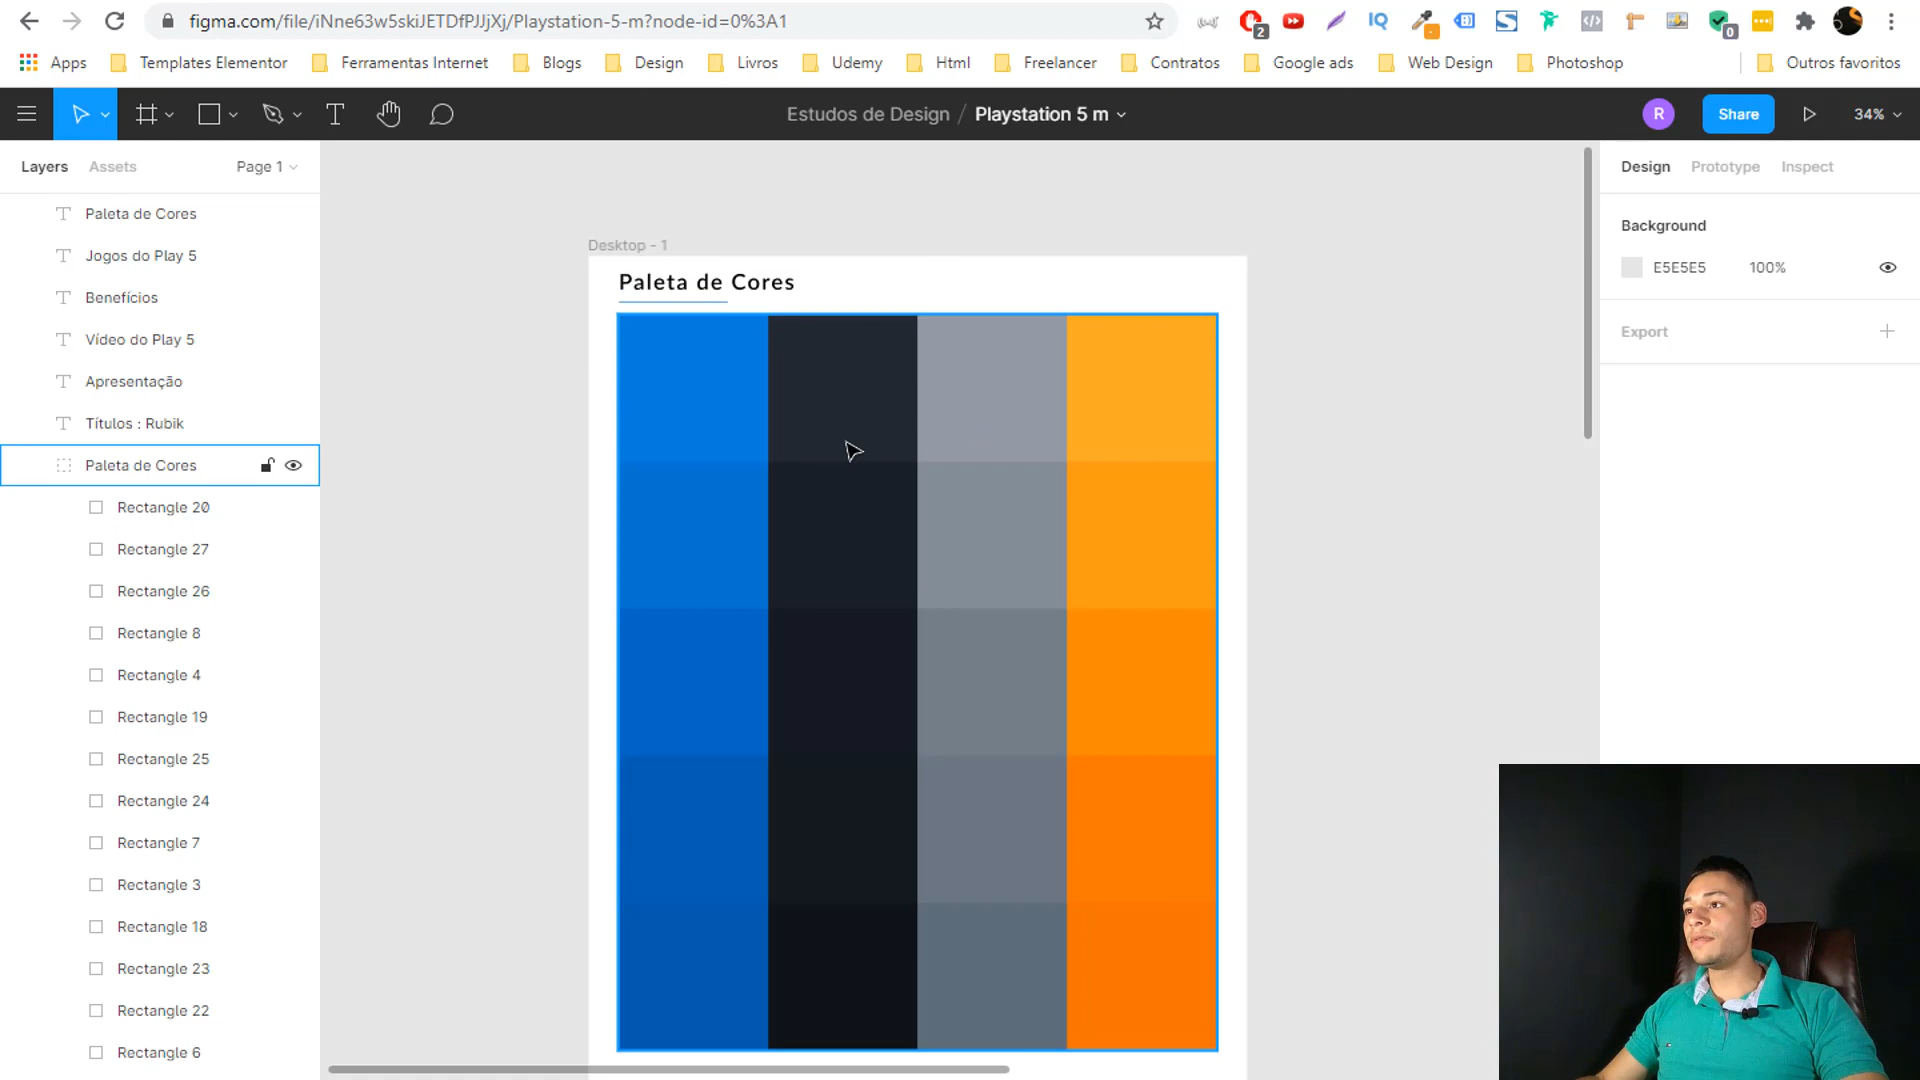 figma.com/file/iNne63w5skiJETDfPJJjXj/Playstation-5-m?node-id=0%3A1
IQ
2
0
Apps
Templates Elementor
Ferramentas Internet
Blogs
Design
Livros
Udemy
Html
Freelancer
Contratos
Google ads
Web Design
Photoshop
Outros favoritos
Estudos de Design / Playstation 5 m
R
Share
34%
Layers
Assets
Page 1
Design
Prototype
Inspect
Paleta de Cores
Jogos do Play 5
Benefícios
Vídeo do Play 5
Apresentação
Títulos : Rubik
Paleta de Cores
Rectangle 20
Rectangle 27
Rectangle 26
Rectangle 8
Rectangle 4
Rectangle 19
Rectangle 25
Rectangle 24
Rectangle 7
Rectangle 3
Rectangle 18
Rectangle 23
Rectangle 22
Rectangle 6
Desktop - 1
Paleta de Cores
Background
E5E5E5
100%
Export